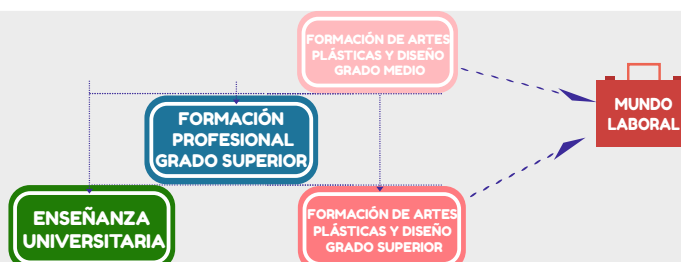 FORMACIÓN DE ARTES
PLÁSTICAS Y DISEÑO
GRADO MEDIO
MUNDO
LABORAL
FORMACIÓN
PROFESIONAL
GRADO SUPERIOR
ENSEÑANZA
UNIVERSITARIA
FORMACIÓN DE ARTES
PLÁSTICAS Y DISEÑO
GRADO SUPERIOR